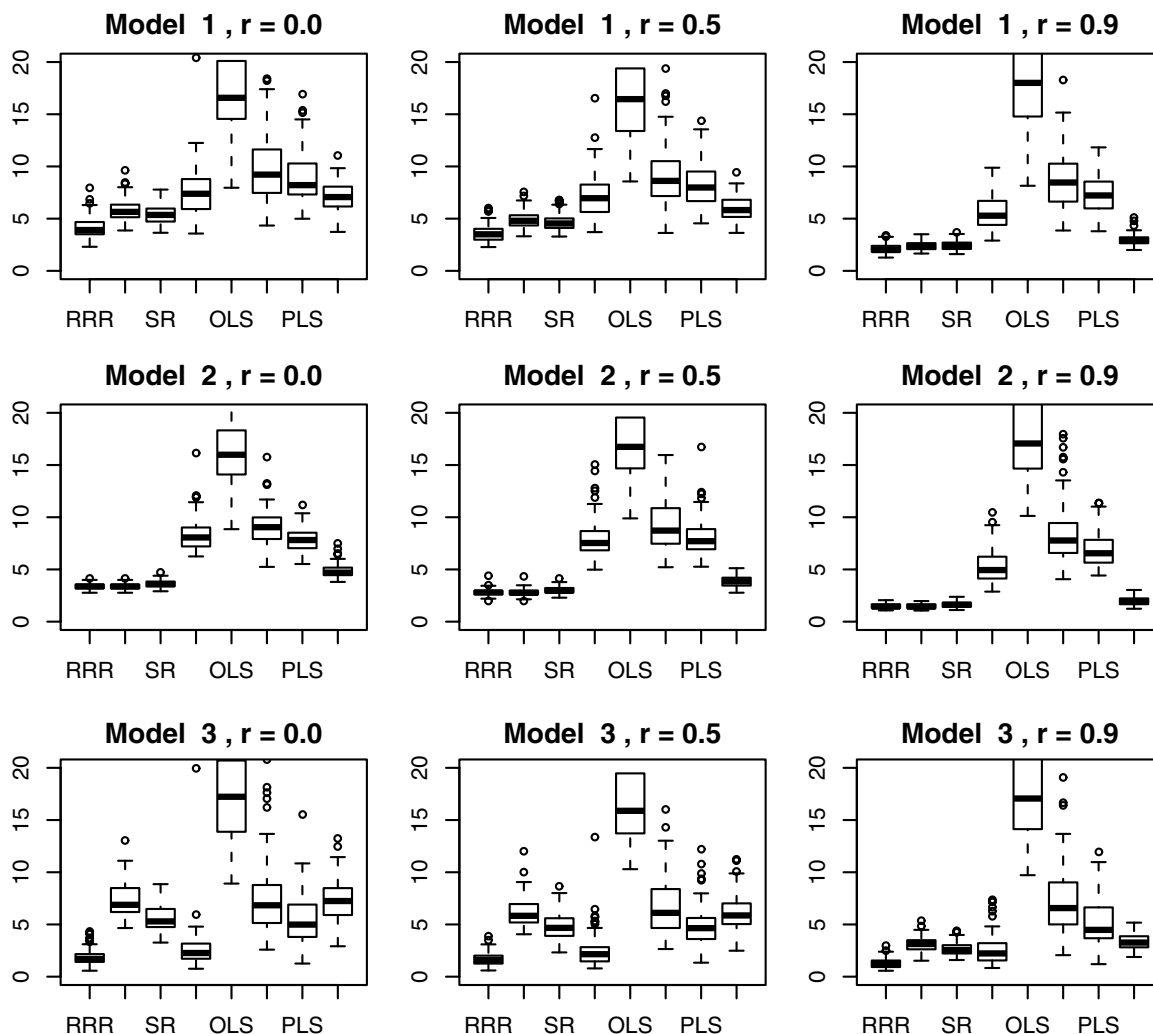 Model 1 , r = 0.0
Model 1 , r = 0.5
Model 1 , r = 0.9
20
15
10
5
0
20
15
10
5
0
20
15
10
5
0
RRR SR OLS PLS
RRR SR OLS PLS
RRR SR OLS PLS
Model 2 , r = 0.0
Model 2 , r = 0.5
Model 2 , r = 0.9
20
15
10
5
0
20
15
10
5
0
20
15
10
5
0
RRR SR OLS PLS
RRR SR OLS PLS
RRR SR OLS PLS
Model 3 , r = 0.0
Model 3 , r = 0.5
Model 3 , r = 0.9
20
15
10
5
0
20
15
10
5
0
20
15
10
5
0
RRR SR OLS PLS
RRR SR OLS PLS
RRR SR OLS PLS